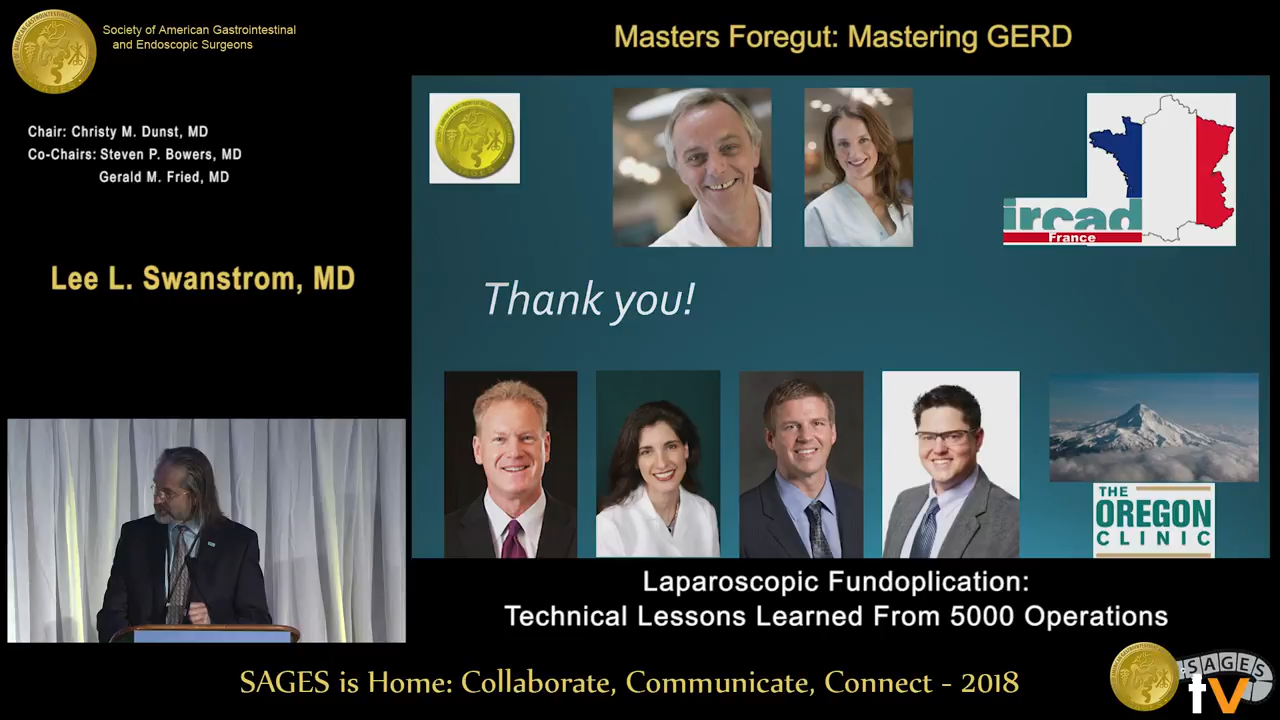 Society of American Gastrointestinal
and Endoscopic Surgeons
Masters Foregut: Mastering GERD
Chair: Christy M. Dunst, MD
Co-Chairs: Steven P. Bowers, MD
Gerald M. Fried, MD
Lee L. Swanstrom, MD
ircad
France
Thank you!
THE
OREGON
CLINIC
Laparoscopic Fundoplication:
Technical Lessons Learned From 5000 Operations
SAGES is Home: Collaborate, Communicate, Connect - 2018
SAGES
tv